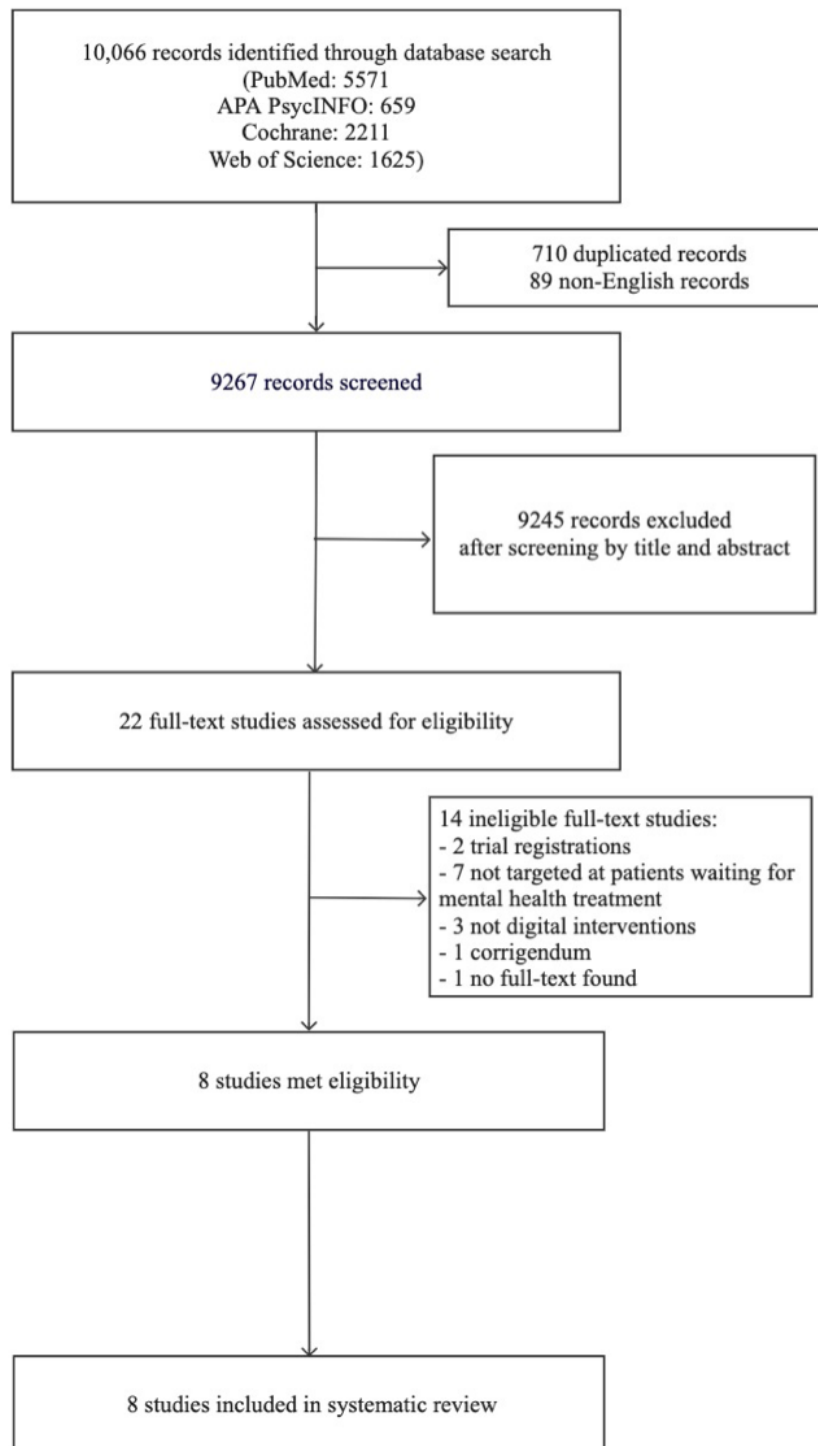 10,066 records identified through database search
(PubMed: 5571
APA PsycINFO: 659
Cochrane: 2211
Web of Science: 1625)
710 duplicated records
89 non-English records
9267 records screened
9245 records excluded
after screening by title and abstract
22 full-text studies assessed for eligibility
14 ineligible full-text studies:
- 2 trial registrations
- 7 not targeted at patients waiting for
mental health treatment
- 3 not digital interventions
- 1 corrigendum
- 1 no full-text found
8 studies met eligibility
8 studies included in systematic review